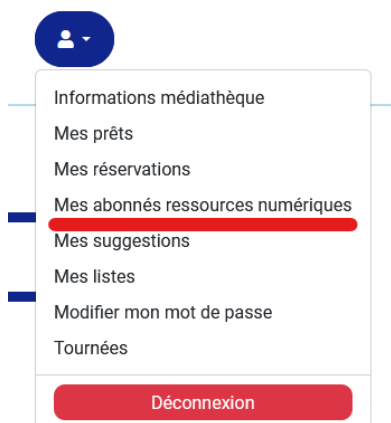 Informations médiathèque
Mes prêts
Mes réservations
Mes abonnés ressources numériques
Mes suggestions
Mes listes
Modifier mon mot de passe
Tournées
Déconnexion